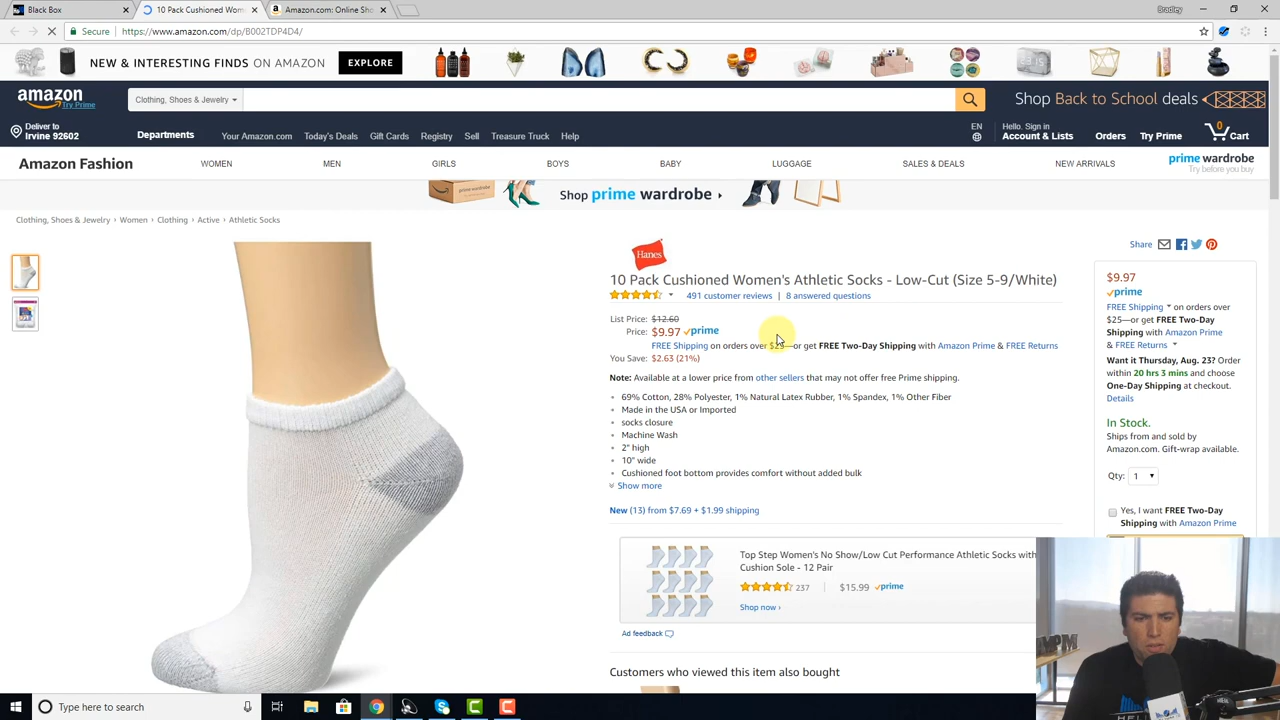 Black Box
10 Pack Cushioned Wom
Amazon.com: Online Sho
Bradley
Secure
https://www.amazon.com/dp/B002TDP4D4/
NEW & INTERESTING FINDS ON AMAZON
EXPLORE
amazon
Try Prime
Clothing, Shoes & Jewelry
Shop Back to School deals
Deliver to
Irvine 92602
Departments
Your Amazon.com
Today's Deals
Gift Cards
Registry
Sell
Treasure Truck
Help
EN
Hello. Sign in
Account & Lists
Orders
Try Prime
0
Cart
Amazon Fashion
WOMEN
MEN
GIRLS
BOYS
BABY
LUGGAGE
SALES & DEALS
NEW ARRIVALS
prime wardrobe
Try before you buy
Shop prime wardrobe
Clothing, Shoes & Jewelry › Women › Clothing › Active › Athletic Socks
Hanes
10 Pack Cushioned Women's Athletic Socks - Low-Cut (Size 5-9/White)
491 customer reviews | 8 answered questions
List Price: $12.60
Price: $9.97 prime
FREE Shipping on orders over $25—or get FREE Two-Day Shipping with Amazon Prime & FREE Returns
You Save: $2.63 (21%)
Note: Available at a lower price from other sellers that may not offer free Prime shipping.
69% Cotton, 28% Polyester, 1% Natural Latex Rubber, 1% Spandex, 1% Other Fiber
Made in the USA or Imported
socks closure
Machine Wash
2" high
10" wide
Cushioned foot bottom provides comfort without added bulk
Show more
New (13) from $7.69 + $1.99 shipping
Top Step Women's No Show/Low Cut Performance Athletic Socks with
Cushion Sole - 12 Pair
237
$15.99 prime
Shop now ›
Ad feedback
Customers who viewed this item also bought
Share
$9.97
prime
FREE Shipping on orders over
$25—or get FREE Two-Day
Shipping with Amazon Prime
& FREE Returns
Want it Thursday, Aug. 23? Order
within 20 hrs 3 mins and choose
One-Day Shipping at checkout.
Details
In Stock.
Ships from and sold by
Amazon.com. Gift-wrap available.
Qty: 1
Yes, I want FREE Two-Day
Shipping with Amazon Prime
Type here to search